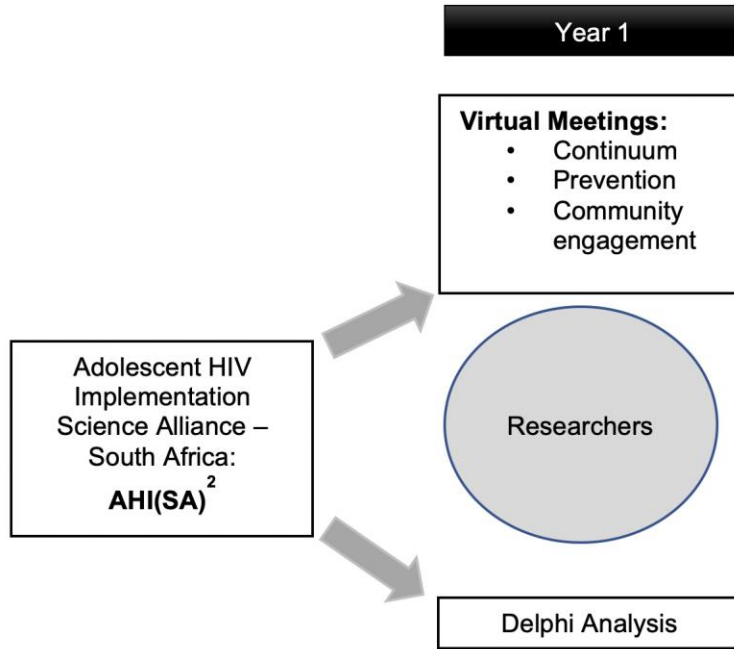 Year 1
Virtual Meetings:
• Continuum
• Prevention
• Community
engagement
Adolescent HIV
Implementation
Science Alliance –
South Africa:
AHI(SA)²
Researchers
Delphi Analysis